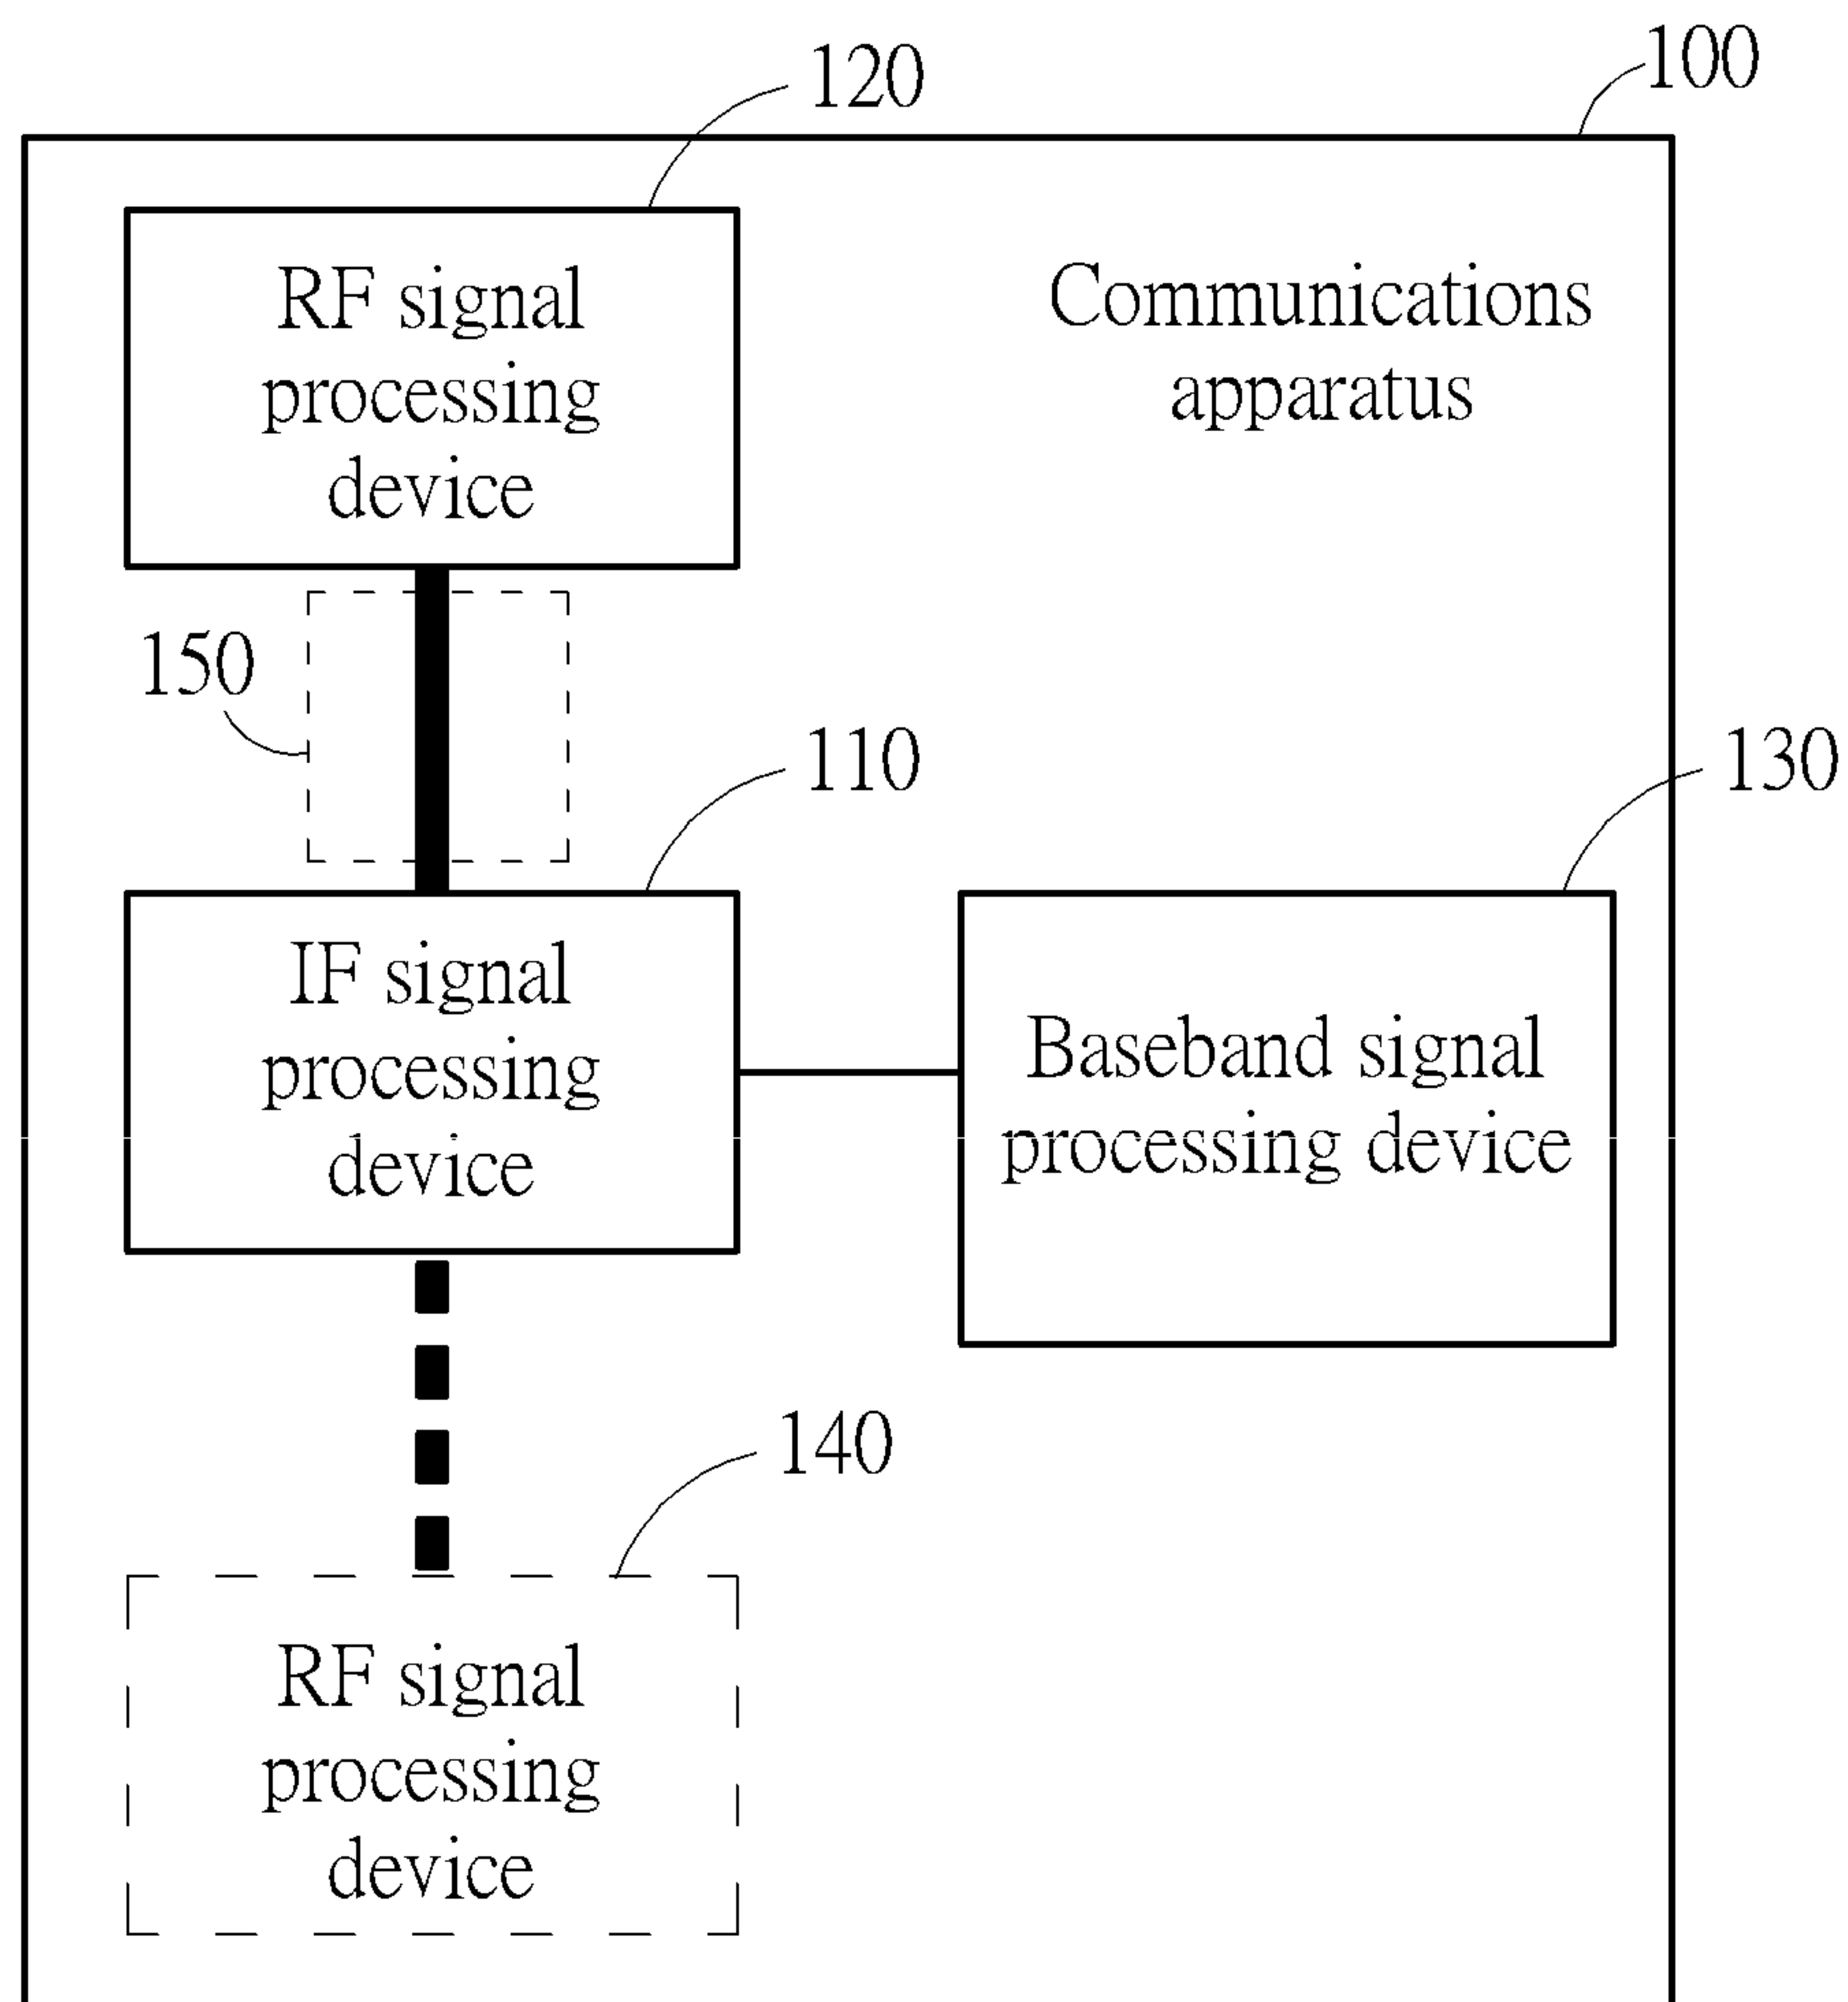 120
100
RF signal
processing
device
Communications
apparatus
150
110
130
IF signal
processing
device
Baseband signal
processing device
140
RF signal
processing
device